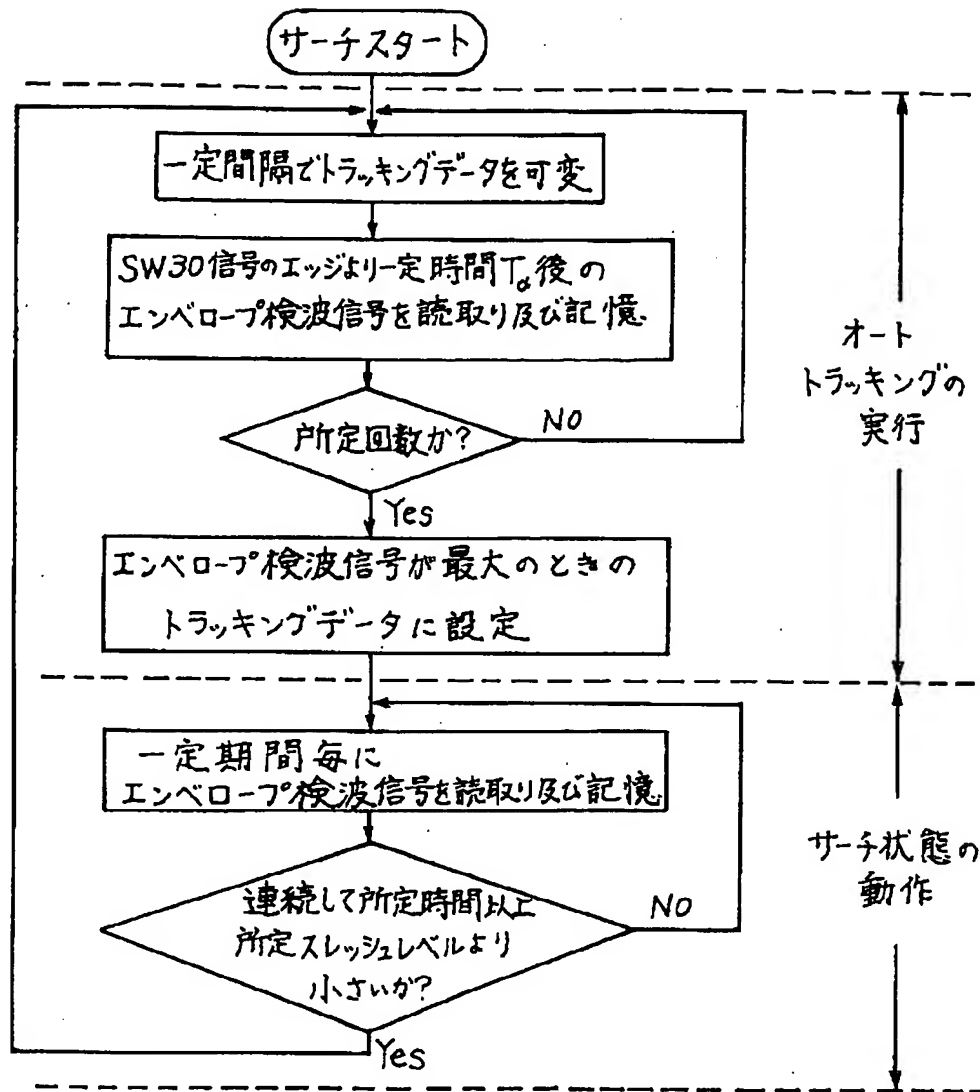 サーチスタート
一定間隔でトラッキングデータを可変
SW30信号のエッジより一定時間Tα後の
エンベロープ検波信号を読取り及び記憶
所定回数か?
NO
Yes
エンベロープ検波信号が最大のときの
トラッキングデータに設定
オート
トラッキングの
実行
一定期間毎に
エンベロープ検波信号を読取り及び記憶
連続して所定時間以上
所定スレッシュレベルより
小さいか?
NO
Yes
サーチ状態の
動作